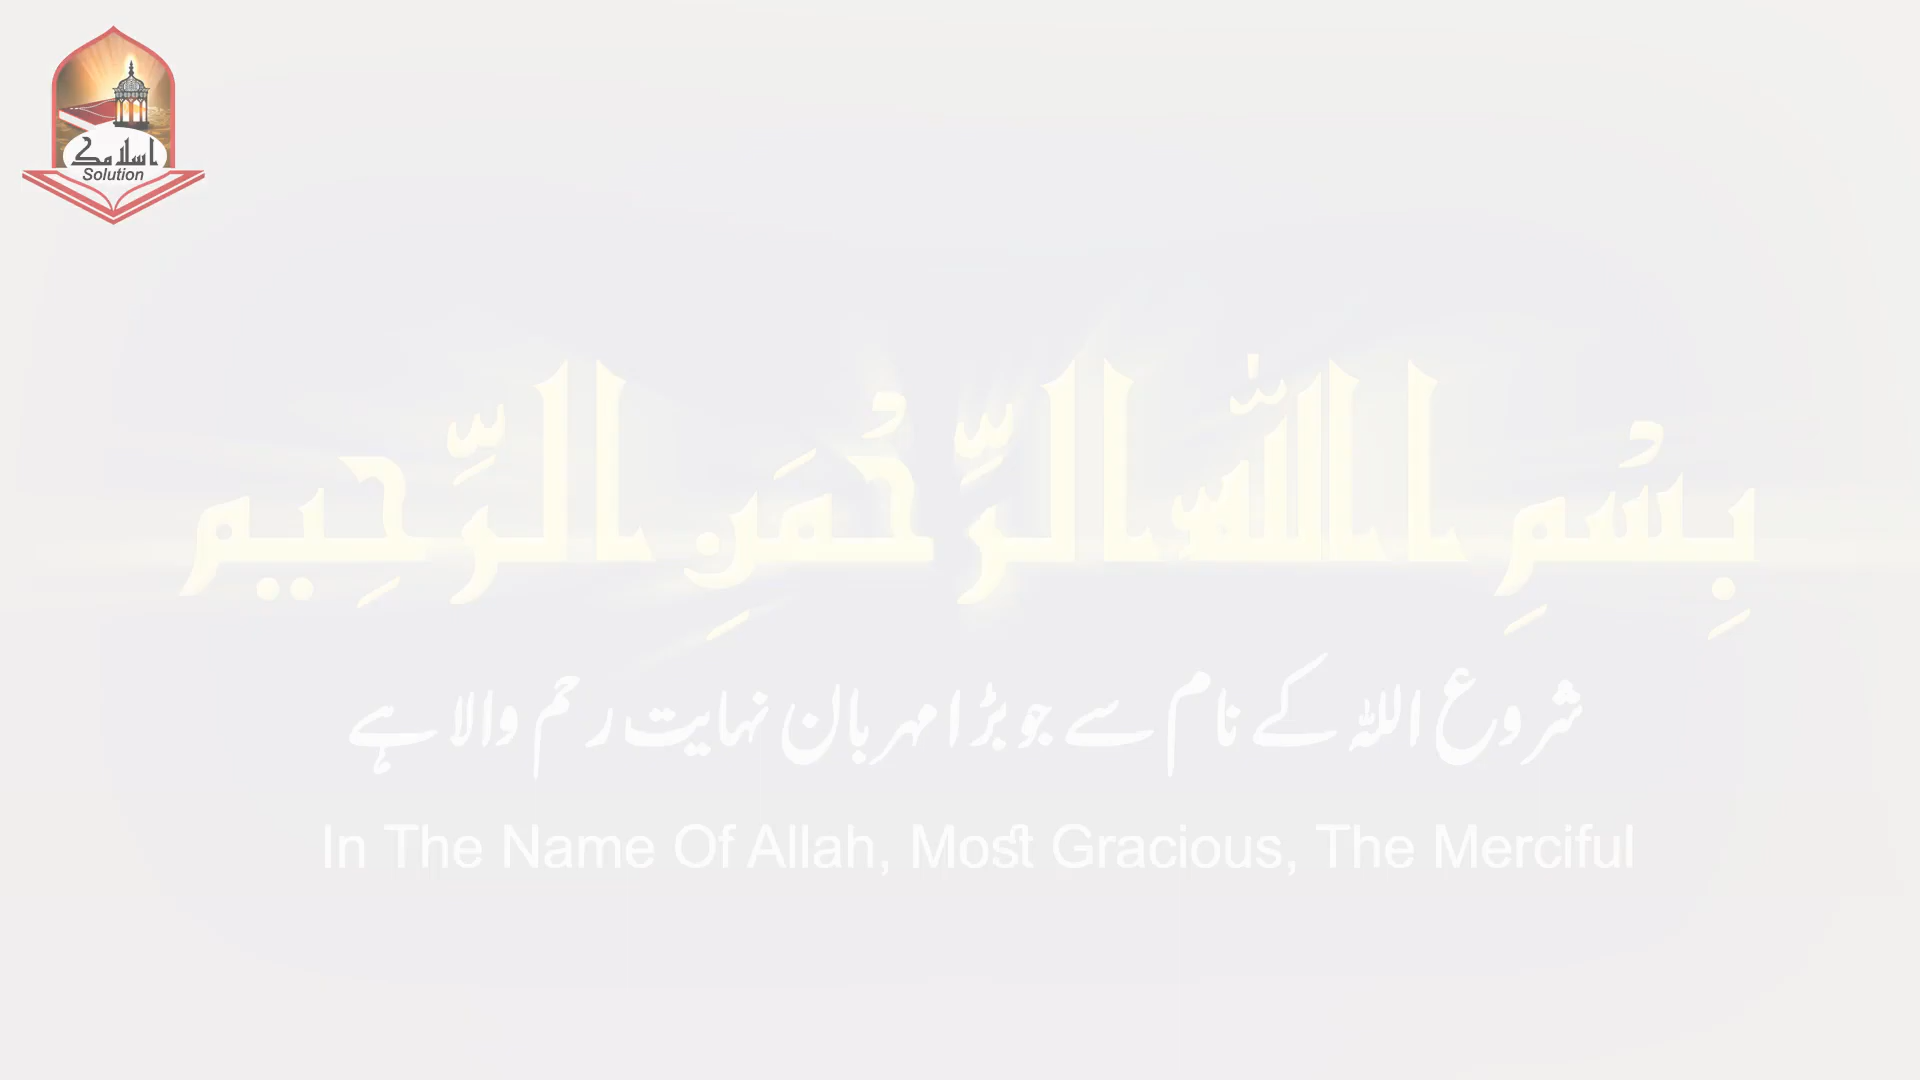 اسلامک
Solution
بِسْمِ اللّٰهِ الرَّحْمَنِ الرَّحِيم
شروع اللہ کے نام سے جو بڑا مہربان نہایت رحم والا ہے
In The Name Of Allah, Most Gracious, The Merciful